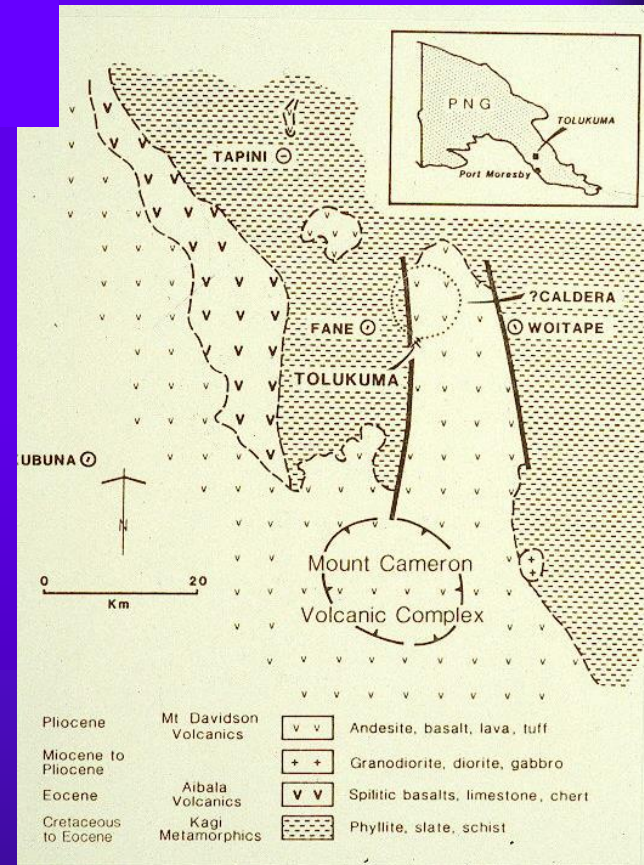 PNG
TOLUKUMA
Port Moresby
TAPINI
?CALDERA
FANE
WOITAPE
TOLUKUMA
UBUNA
N
0 20
Km
Mount Cameron
Volcanic Complex
Pliocene Mt Davidson Volcanics v v Andesite, basalt, lava, tuff
Miocene to Pliocene + + Granodiorite, diorite, gabbro
Eocene Aibala Volcanics V V Spilitic basalts, limestone, chert
Cretaceous to Eocene Kagi Metamorphics Phyllite, slate, schist